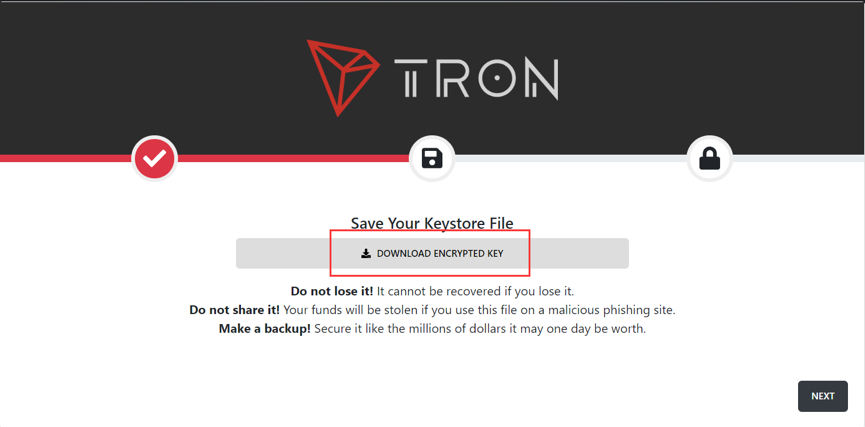 TRON
Save Your Keystore File
DOWNLOAD ENCRYPTED KEY
Do not lose it! It cannot be recovered if you lose it.
Do not share it! Your funds will be stolen if you use this file on a malicious phishing site.
Make a backup! Secure it like the millions of dollars it may one day be worth.
NEXT